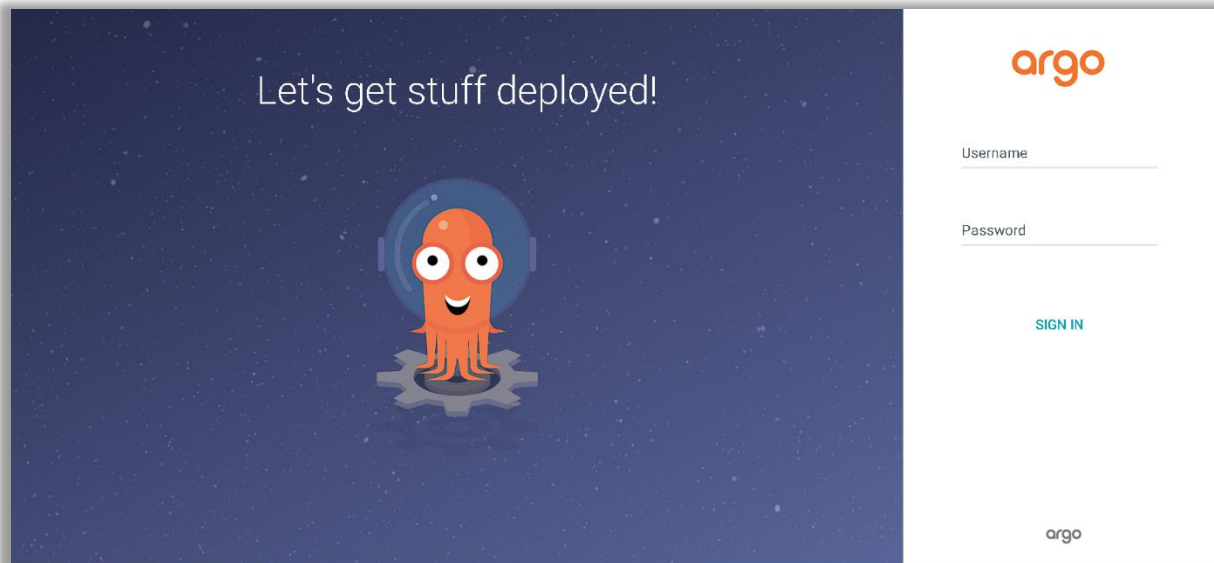 Let's get stuff deployed!
argo
Username
Password
SIGN IN
argo